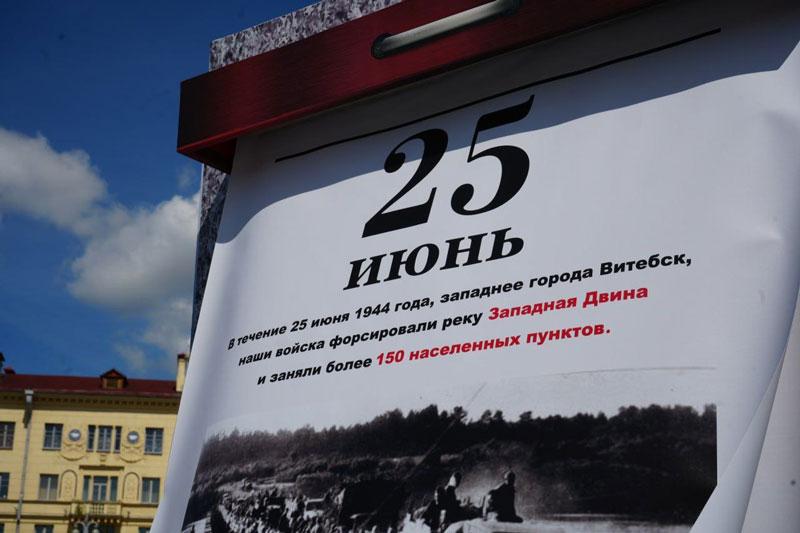 25
июнь
В течение 25 июня 1944 года, западнее города Витебск,
наши войска форсировали реку Западная Двина
и заняли более 150 населенных пунктов.